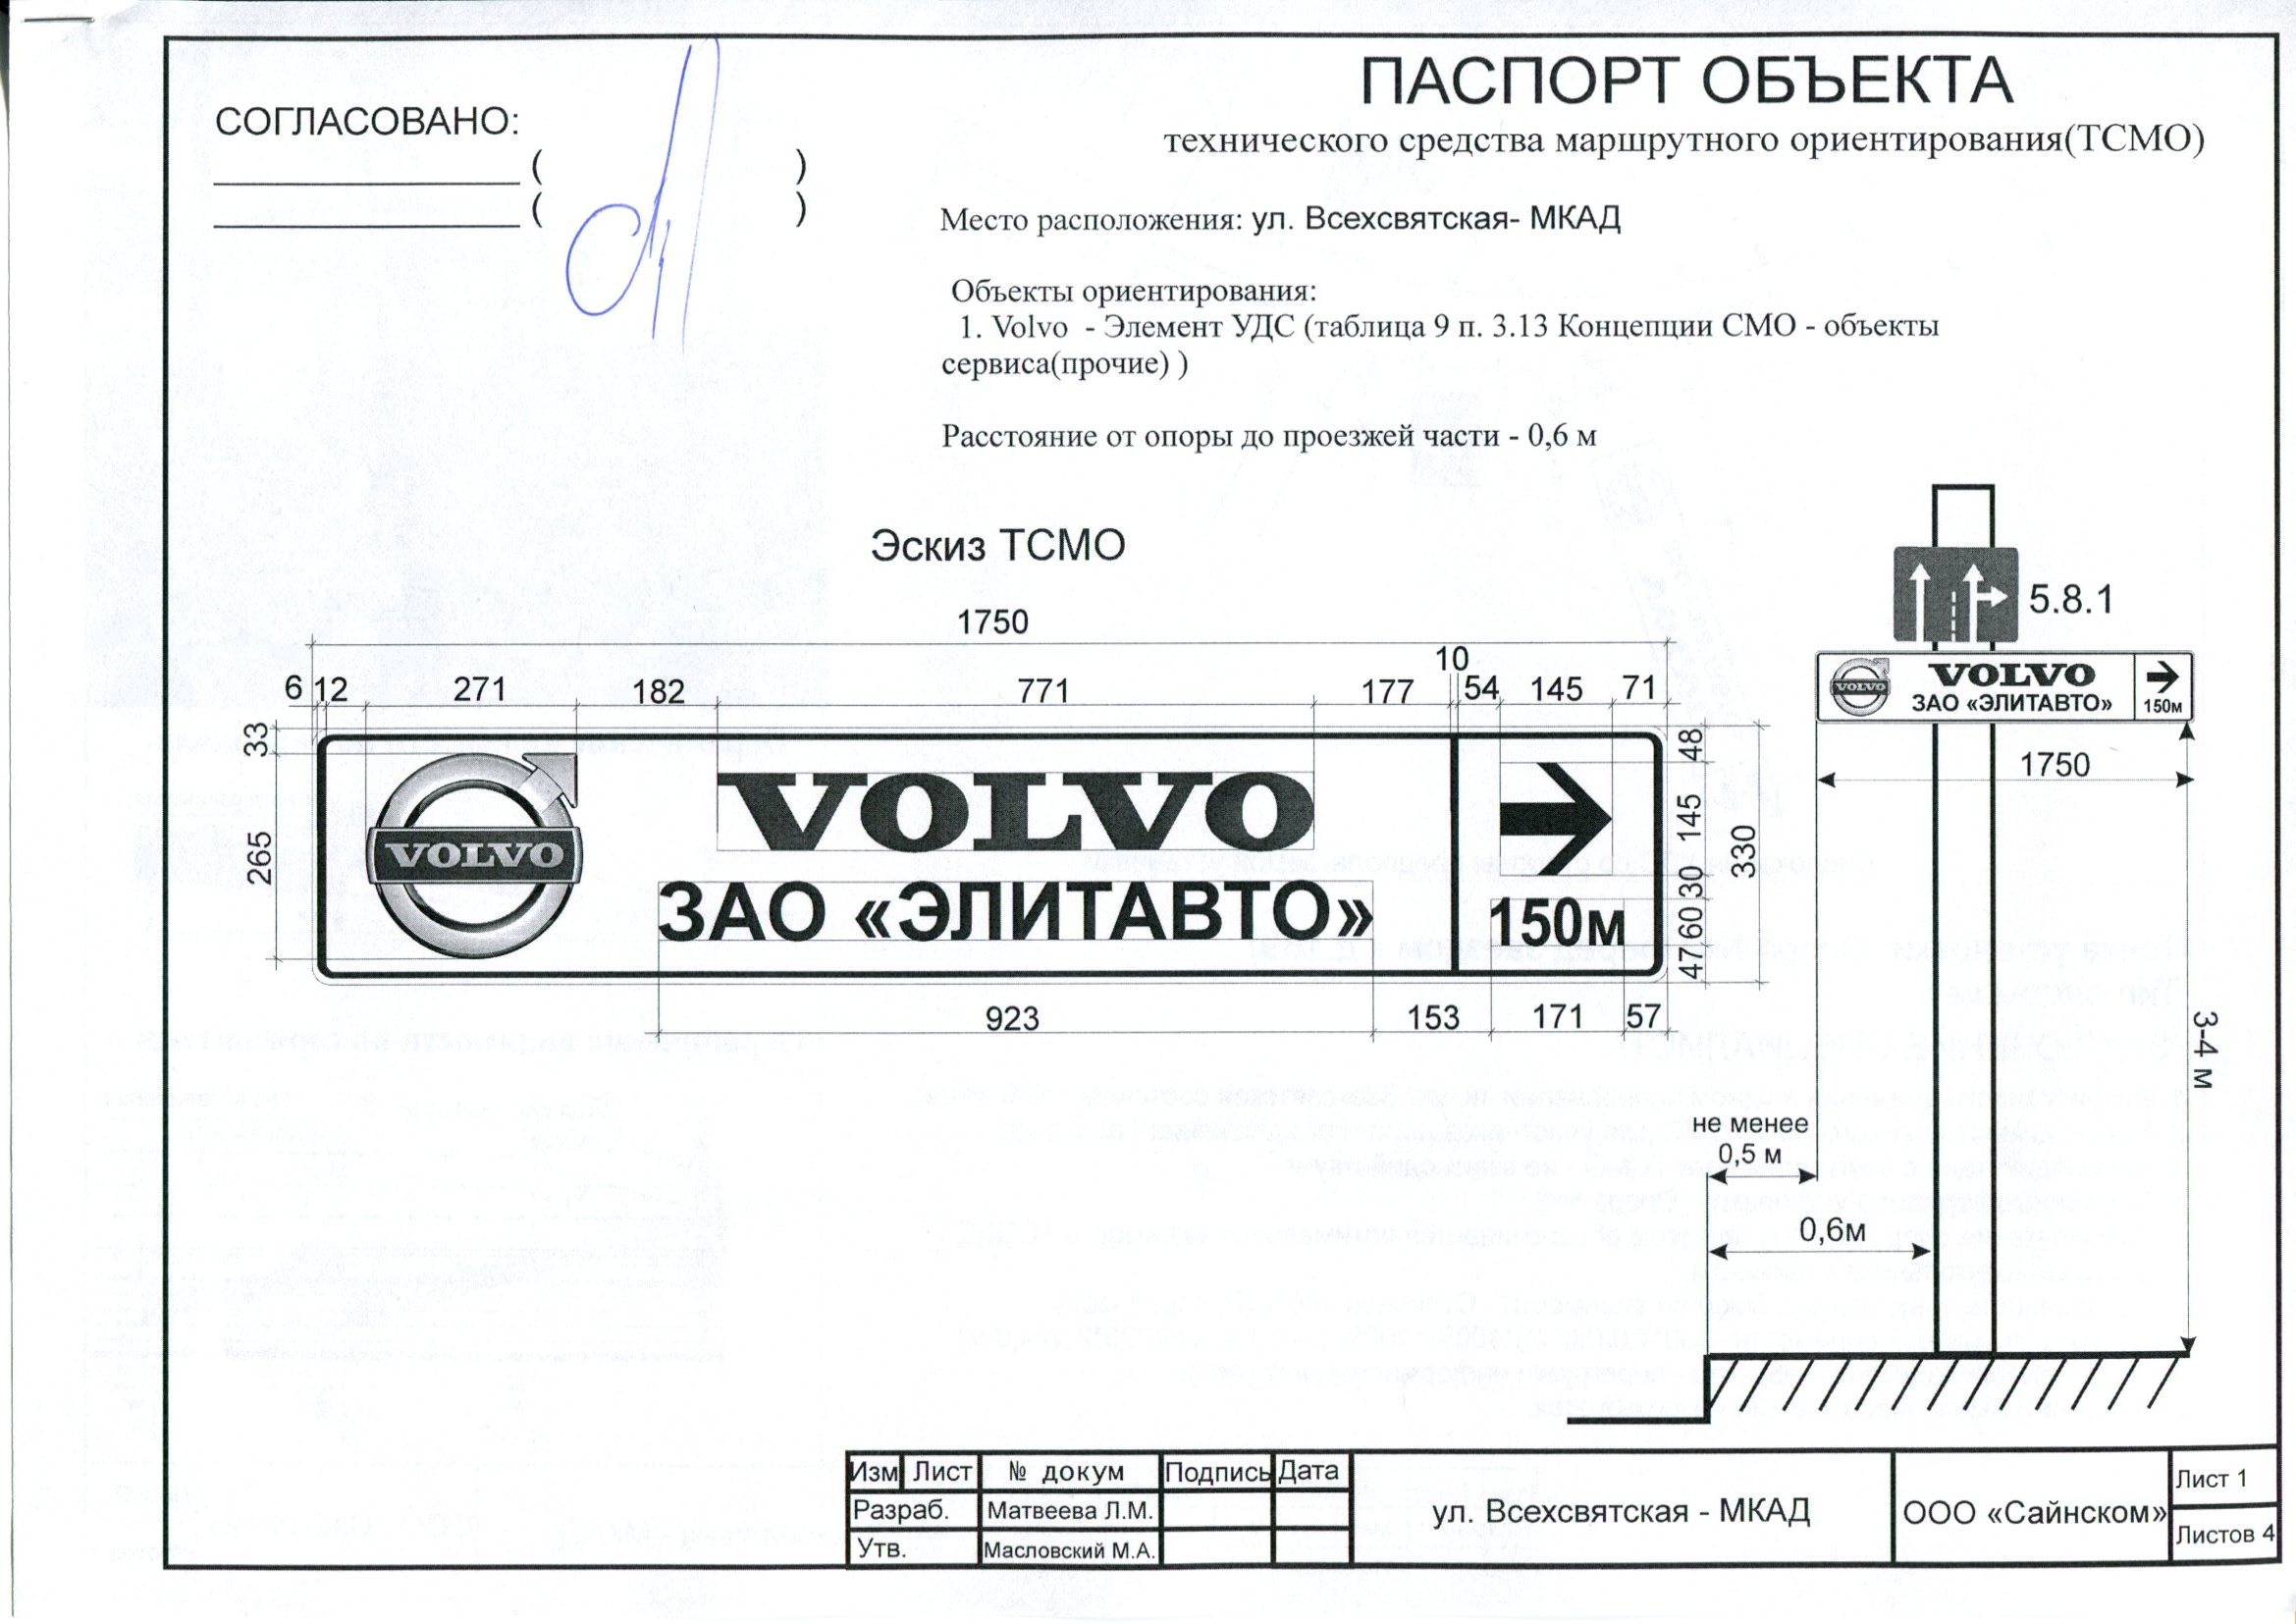 СОГЛАСОВАНО:
( )
( )
ПАСПОРТ ОБЪЕКТА
технического средства маршрутного ориентирования(ТСМО)
Место расположения: ул. Всехсвятская- МКАД
Объекты ориентирования:
1. Volvo - Элемент УДС (таблица 9 п. 3.13 Концепции СМО - объекты
сервиса(прочие) )
Расстояние от опоры до проезжей части - 0,6 м
Эскиз ТСМО
1750
6 12 271 182 771 177 10 54 145 71
33
265
VOLVO
VOLVO
ЗАО «ЭЛИТАВТО»
150м
48
145
30
60
47
330
923 153 171 57
5.8.1
VOLVO
VOLVO
ЗАО «ЭЛИТАВТО»
150м
1750
3-4 м
не менее
0,5 м
0,6м
Изм Лист № докум Подпись Дата
Разраб. Матвеева Л.М.
Утв. Масловский М.А.
ул. Всехсвятская - МКАД
ООО «Сайнском»
Лист 1
Листов 4